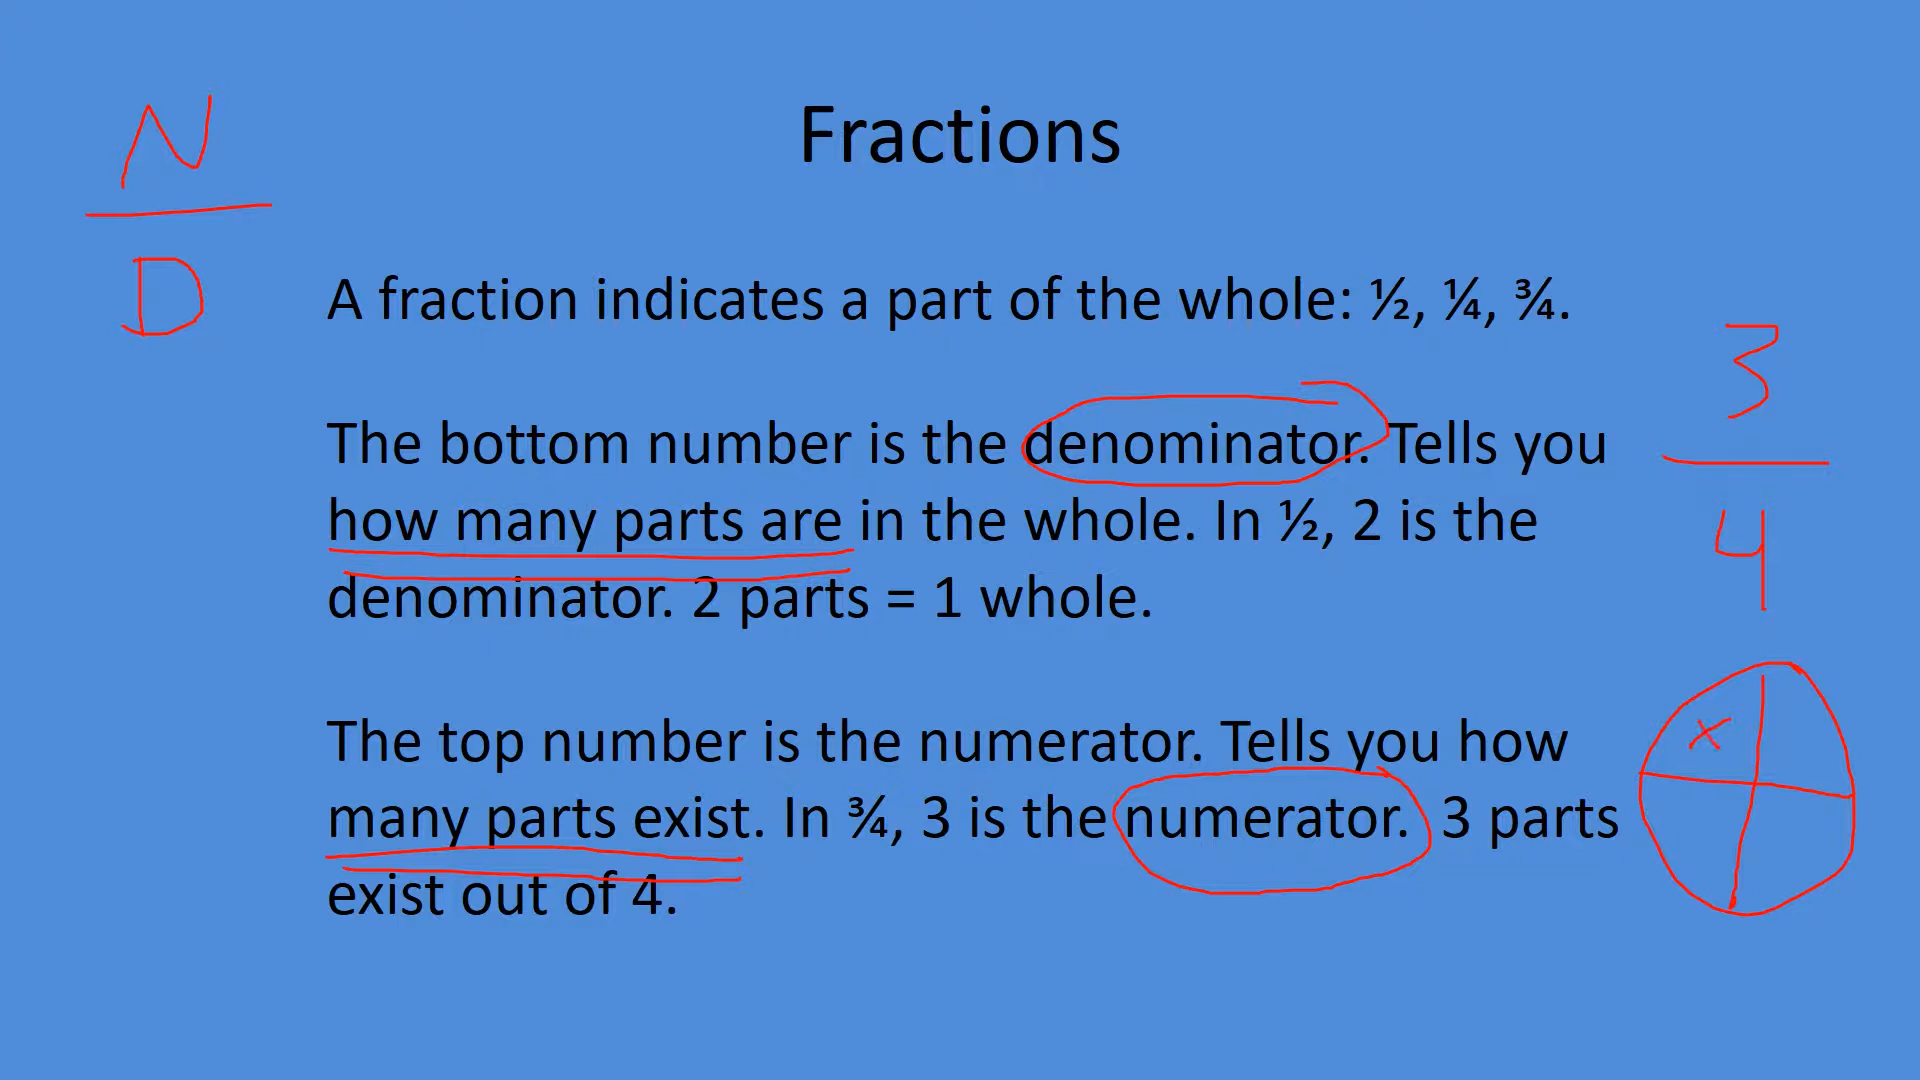 N
D
Fractions
A fraction indicates a part of the whole: ½, ¼, ¾.
The bottom number is the denominator. Tells you
how many parts are in the whole. In ½, 2 is the
denominator. 2 parts = 1 whole.
The top number is the numerator. Tells you how
many parts exist. In ¾, 3 is the numerator. 3 parts
exist out of 4.
3
4
x